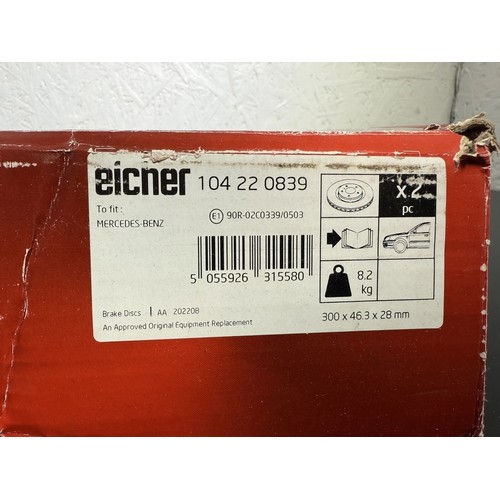 eicher 104 22 0839
To fit :
MERCEDES-BENZ
E1 90R-02C0339/0503
x 2
pc
5 055926 315580
8.2
kg
Brake Discs | AA 202208
An Approved Original Equipment Replacement
300 x 46.3 x 28 mm